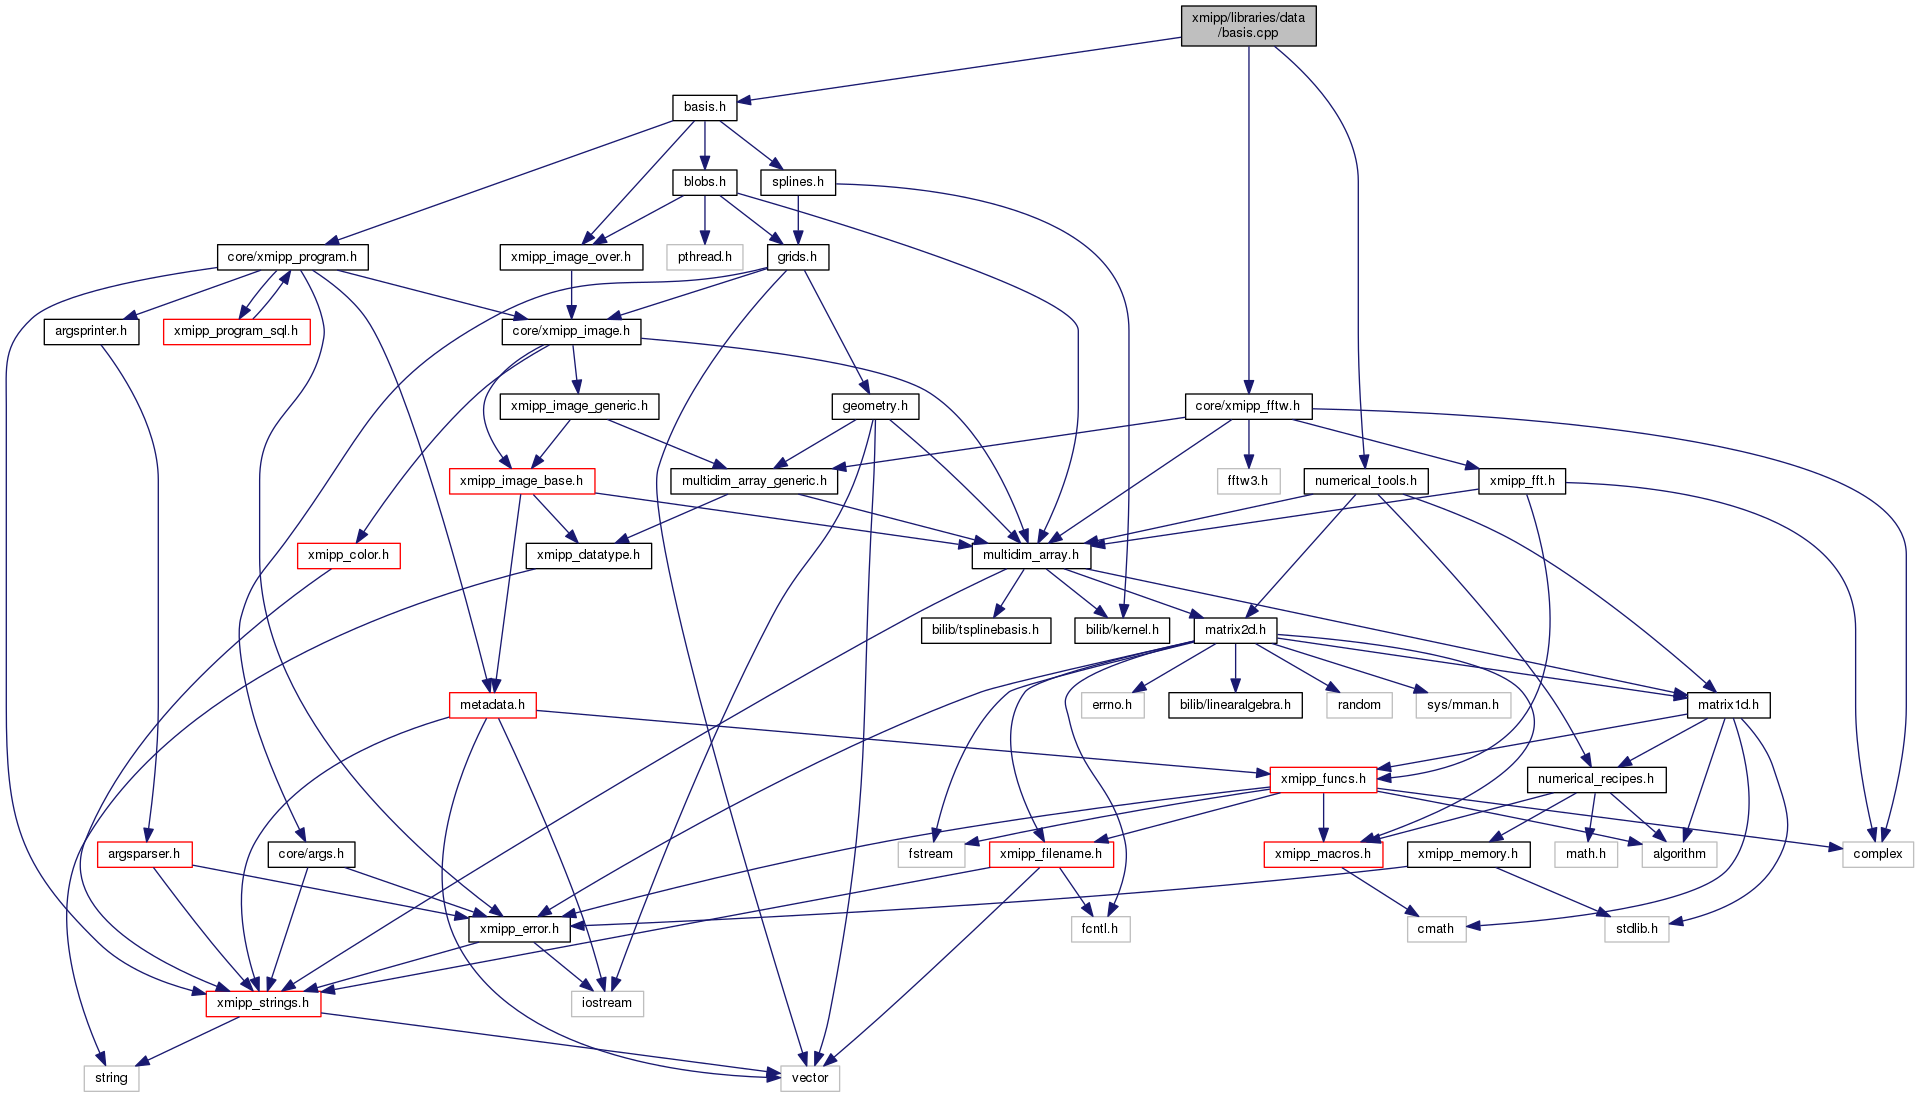 xmipp/libraries/data
/basis.cpp
basis.h
blobs.h
splines.h
core/xmipp_program.h
xmipp_image_over.h
pthread.h
grids.h
argsprinter.h
xmipp_program_sql.h
core/xmipp_image.h
xmipp_image_generic.h
geometry.h
core/xmipp_fftw.h
xmipp_image_base.h
multidim_array_generic.h
fftw3.h
numerical_tools.h
xmipp_fft.h
xmipp_color.h
xmipp_datatype.h
multidim_array.h
bilib/tsplinebasis.h
bilib/kernel.h
matrix2d.h
metadata.h
errno.h
bilib/linearalgebra.h
random
sys/mman.h
matrix1d.h
xmipp_funcs.h
numerical_recipes.h
argsparser.h
core/args.h
fstream
xmipp_filename.h
xmipp_macros.h
xmipp_memory.h
math.h
algorithm
complex
xmipp_error.h
fcntl.h
cmath
stdlib.h
xmipp_strings.h
iostream
string
vector